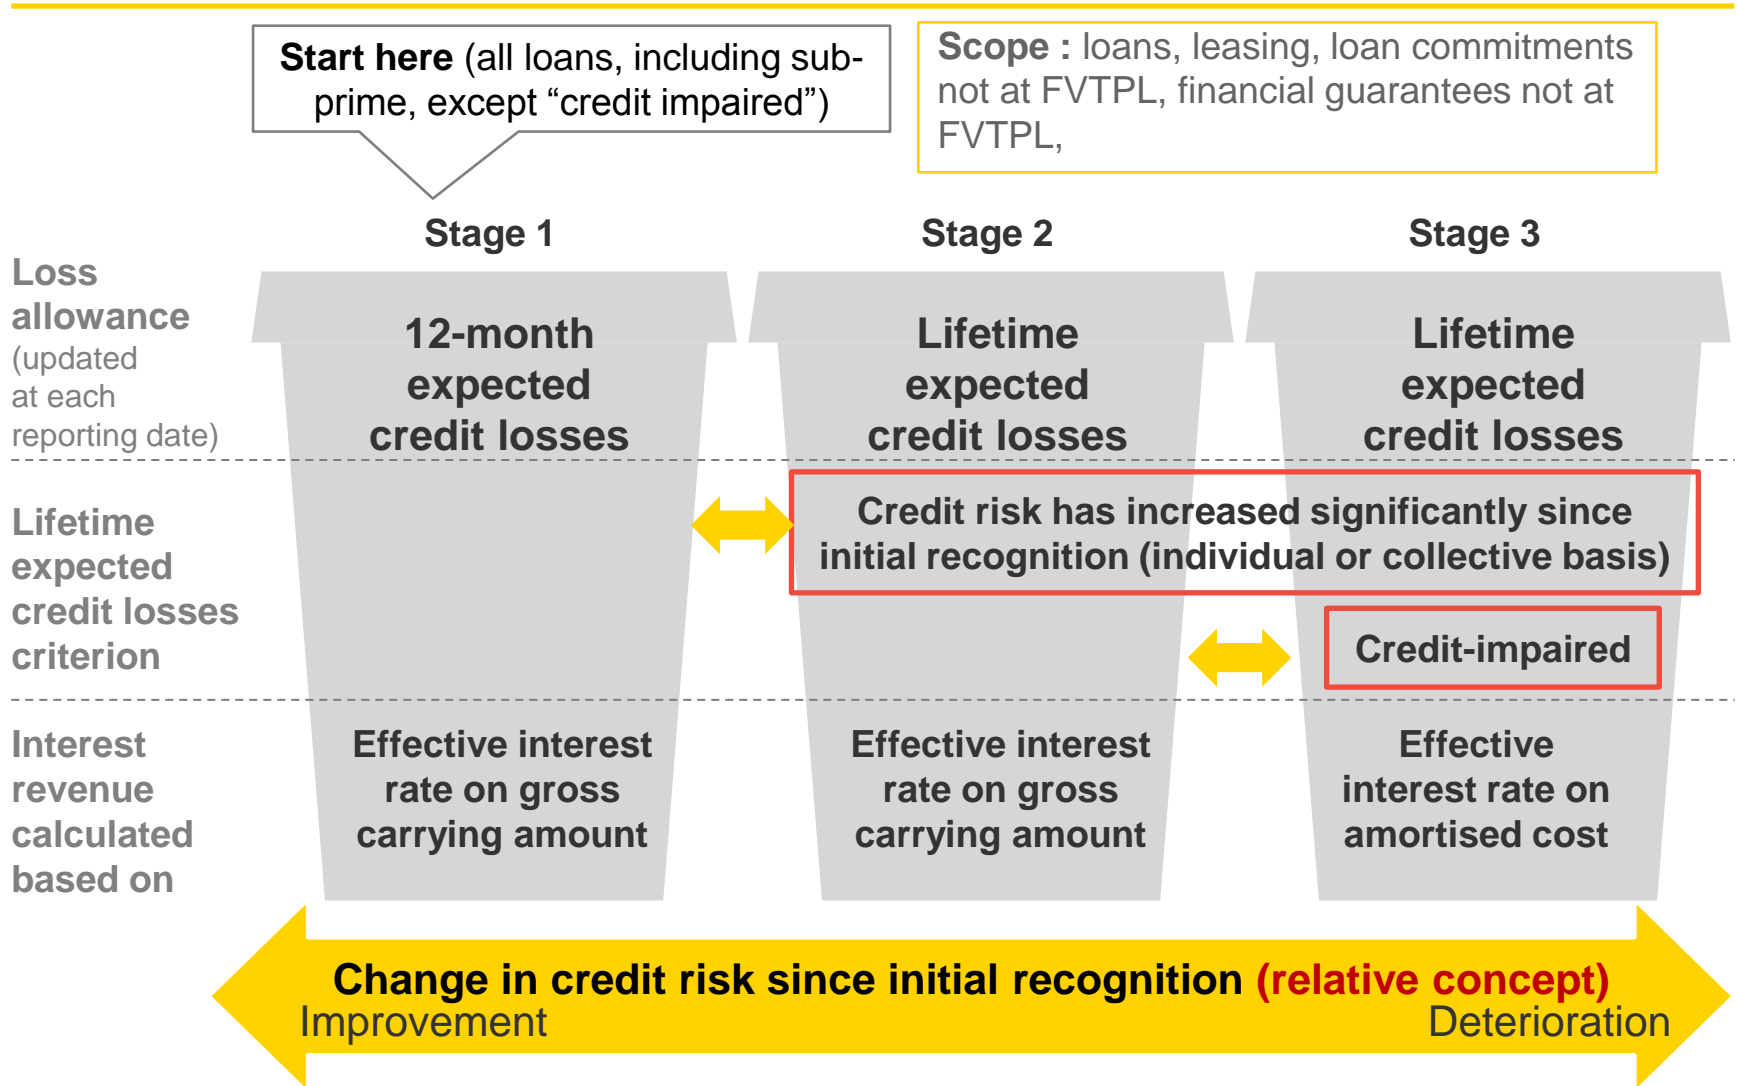 Start here (all loans, including sub-
prime, except “credit impaired”)
Scope : loans, leasing, loan commitments
not at FVTPL, financial guarantees not at
FVTPL,
Stage 1
Stage 2
Stage 3
Loss
allowance
(updated
at each
reporting date)
12-month
expected
credit losses
Lifetime
expected
credit losses
Lifetime
expected
credit losses
Lifetime
expected
credit losses
criterion
Credit risk has increased significantly since
initial recognition (individual or collective basis)
Credit-impaired
Interest
revenue
calculated
based on
Effective interest
rate on gross
carrying amount
Effective interest
rate on gross
carrying amount
Effective
interest rate on
amortised cost
Change in credit risk since initial recognition (relative concept)
Improvement
Deterioration